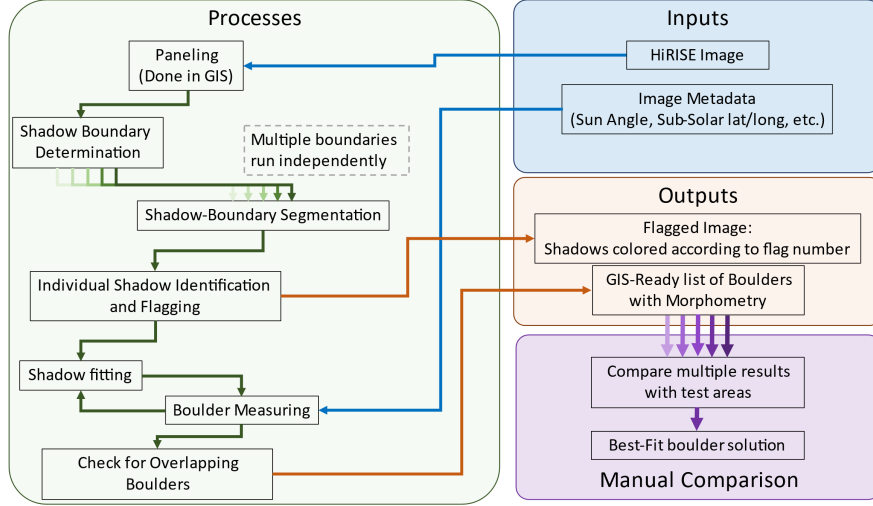 Processes
Paneling
(Done in GIS)
Shadow Boundary
Determination
Multiple boundaries
run independently
Shadow-Boundary Segmentation
Individual Shadow Identification
and Flagging
Shadow fitting
Boulder Measuring
Check for Overlapping
Boulders
Inputs
HiRISE Image
Image Metadata
(Sun Angle, Sub-Solar lat/long, etc.)
Outputs
Flagged Image:
Shadows colored according to flag number
GIS-Ready list of Boulders
with Morphometry
Compare multiple results
with test areas
Best-Fit boulder solution
Manual Comparison